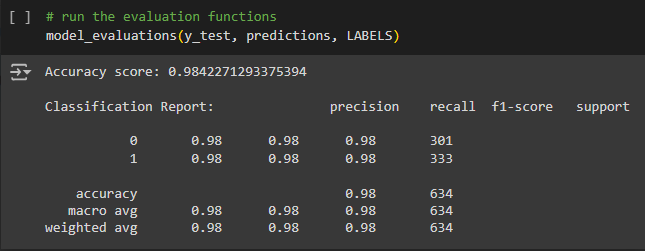 [ ] # run the evaluation functions
model_evaluations(y_test, predictions, LABELS)
Accuracy score: 0.9842271293375394
Classification Report: precision recall f1-score support
0 0.98 0.98 0.98 301
1 0.98 0.98 0.98 333
accuracy 0.98 634
macro avg 0.98 0.98 0.98 634
weighted avg 0.98 0.98 0.98 634